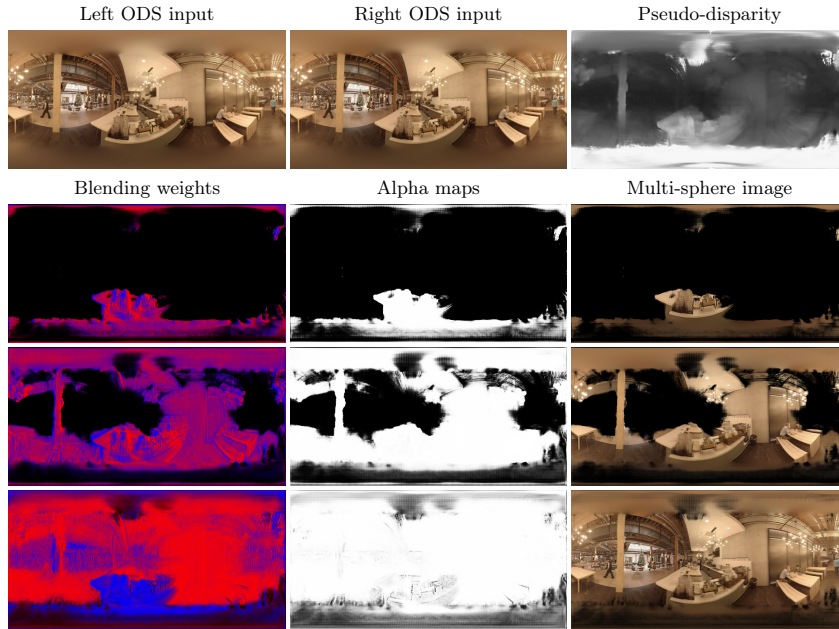 Left ODS input
Right ODS input
Pseudo-disparity
Blending weights
Alpha maps
Multi-sphere image